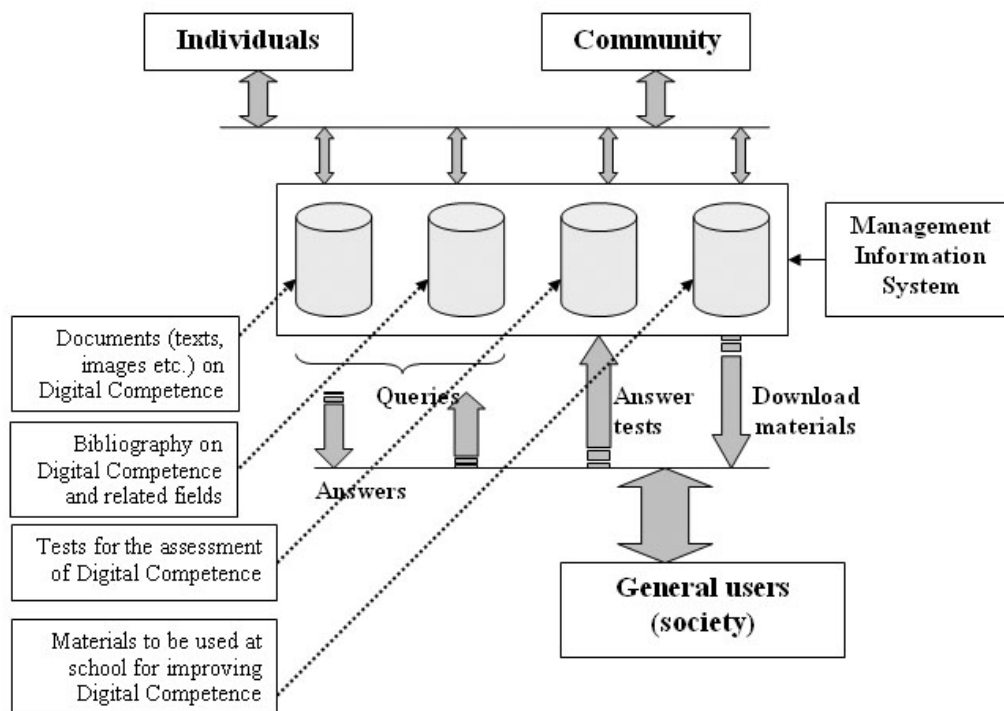 Individuals
Community
Management
Information
System
Documents (texts,
images etc.) on
Digital Competence
Queries
Answer
tests
Download
materials
Bibliography on
Digital Competence
and related fields
Answers
Tests for the assessment
of Digital Competence
General users
(society)
Materials to be used at
school for improving
Digital Competence